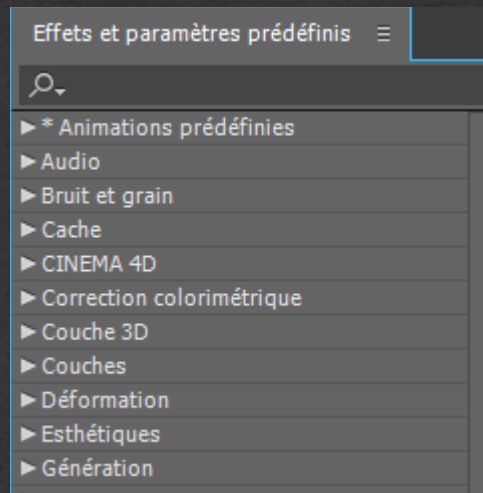 Effets et paramètres prédéfinis
* Animations prédéfinies
Audio
Bruit et grain
Cache
CINEMA 4D
Correction colorimétrique
Couche 3D
Couches
Déformation
Esthétiques
Génération